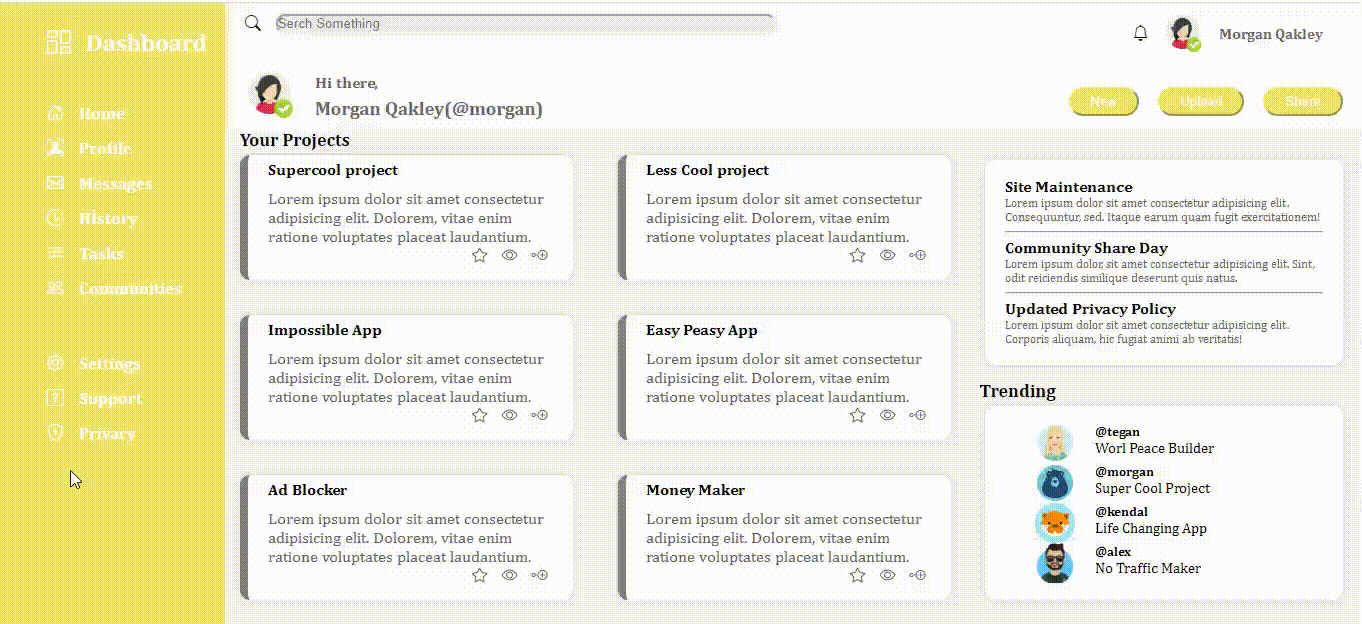 Dashboard
Home
Profile
Messages
History
Tasks
Communities
Settings
Support
Privacy
Serch Something
Morgan Qakley
Hi there,
Morgan Qakley(@morgan)
New
Upload
Share
Your Projects
Supercool project
Lorem ipsum dolor sit amet consectetur
adipisicing elit. Dolorem, vitae enim
ratione voluptates placeat laudantium.
Less Cool project
Lorem ipsum dolor sit amet consectetur
adipisicing elit. Dolorem, vitae enim
ratione voluptates placeat laudantium.
Impossible App
Lorem ipsum dolor sit amet consectetur
adipisicing elit. Dolorem, vitae enim
ratione voluptates placeat laudantium.
Easy Peasy App
Lorem ipsum dolor sit amet consectetur
adipisicing elit. Dolorem, vitae enim
ratione voluptates placeat laudantium.
Ad Blocker
Lorem ipsum dolor sit amet consectetur
adipisicing elit. Dolorem, vitae enim
ratione voluptates placeat laudantium.
Money Maker
Lorem ipsum dolor sit amet consectetur
adipisicing elit. Dolorem, vitae enim
ratione voluptates placeat laudantium.
Site Maintenance
Lorem ipsum dolor sit amet consectetur adipisicing elit.
Consequuntur, sed. Itaque earum quam fugit exercitationem!
Community Share Day
Lorem ipsum dolor, sit amet consectetur adipisicing elit. Sint,
odit reiciendis similique deserunt quis natus.
Updated Privacy Policy
Lorem ipsum dolor sit amet consectetur adipisicing elit.
Corporis aliquam, hic fugiat animi ab veritatis!
Trending
@tegan
Worl Peace Builder
@morgan
Super Cool Project
@kendal
Life Changing App
@alex
No Traffic Maker